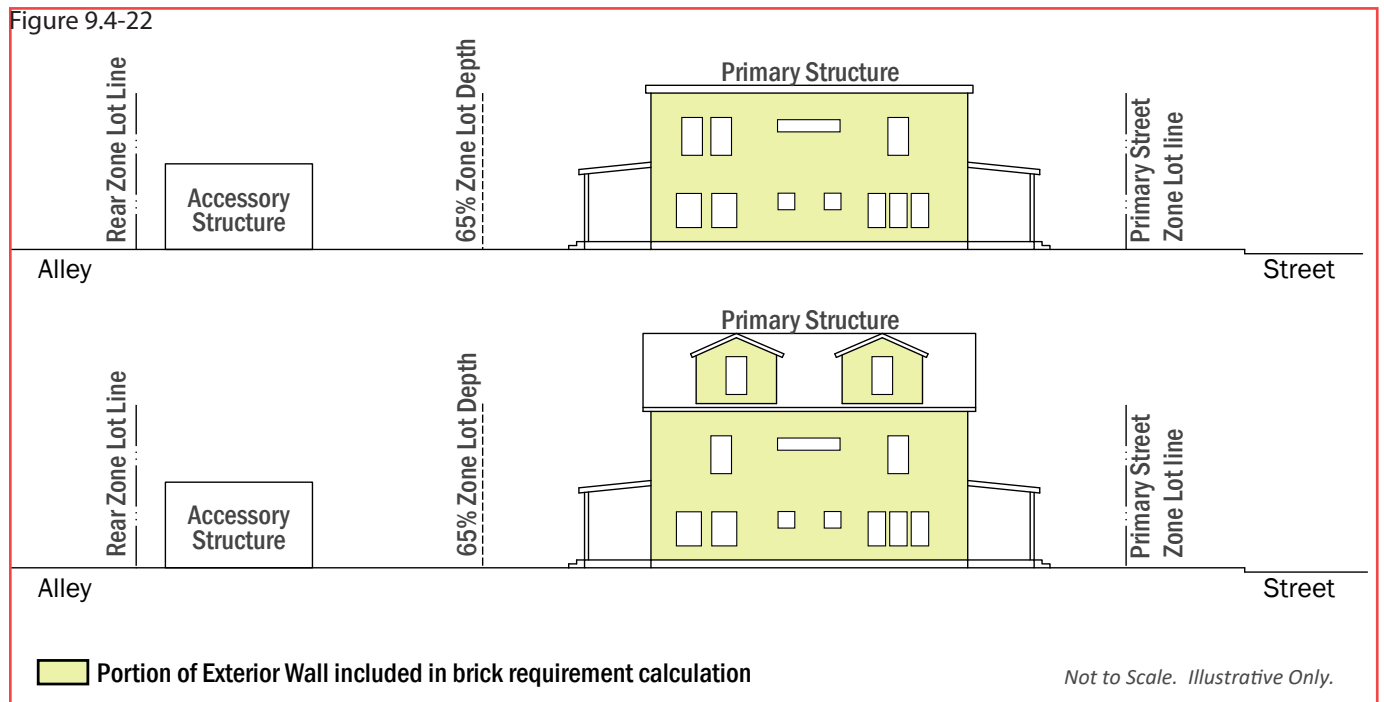 Figure 9.4-22
Rear Zone Lot Line
Accessory
Structure
65% Zone Lot Depth
Primary Structure
Primary Street
Zone Lot line
Alley
Street
Rear Zone Lot Line
Accessory
Structure
65% Zone Lot Depth
Primary Structure
Primary Street
Zone Lot line
Alley
Street
Portion of Exterior Wall included in brick requirement calculation
Not to Scale. Illustrative Only.